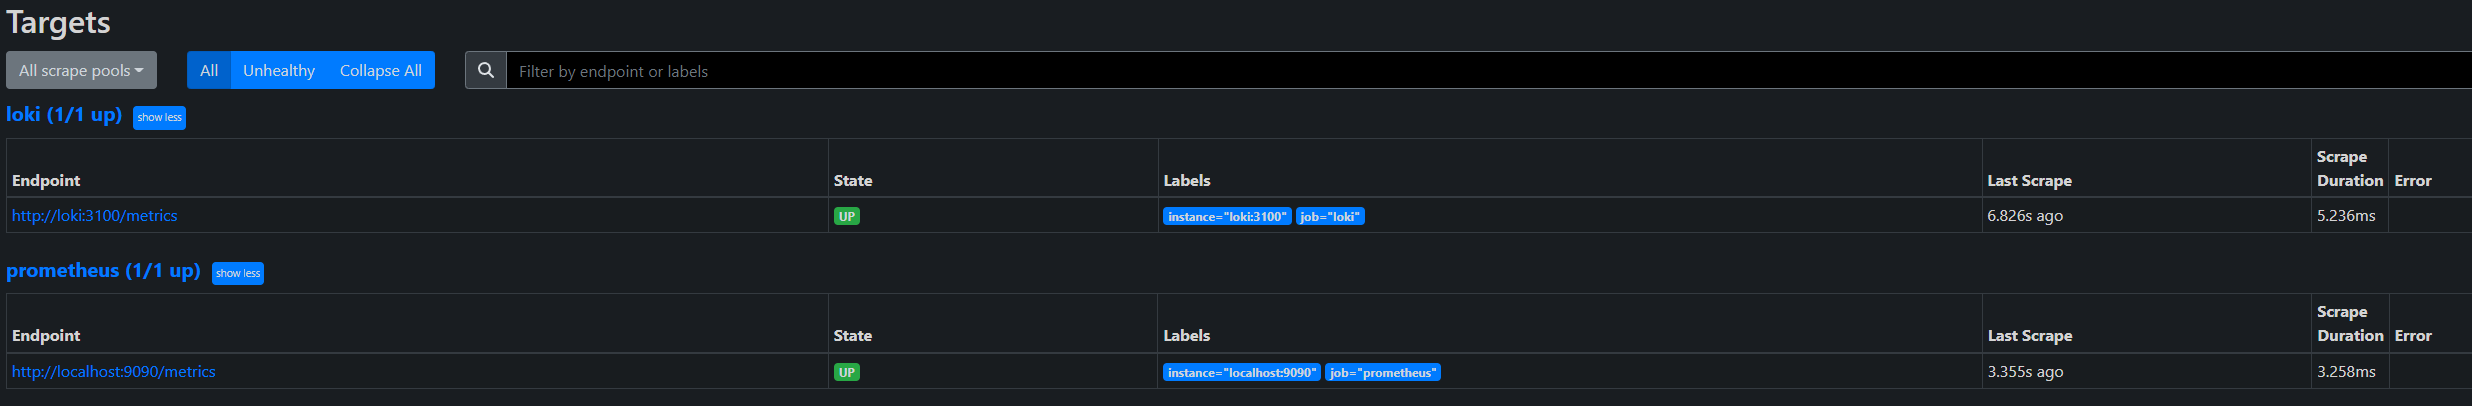 Targets
All scrape pools All Unhealthy Collapse All Filter by endpoint or labels
loki (1/1 up) show less
Endpoint State Labels Last Scrape Scrape Duration Error
http://loki:3100/metrics UP instance="loki:3100" job="loki" 6.826s ago 5.236ms
prometheus (1/1 up) show less
Endpoint State Labels Last Scrape Scrape Duration Error
http://localhost:9090/metrics UP instance="localhost:9090" job="prometheus" 3.355s ago 3.258ms